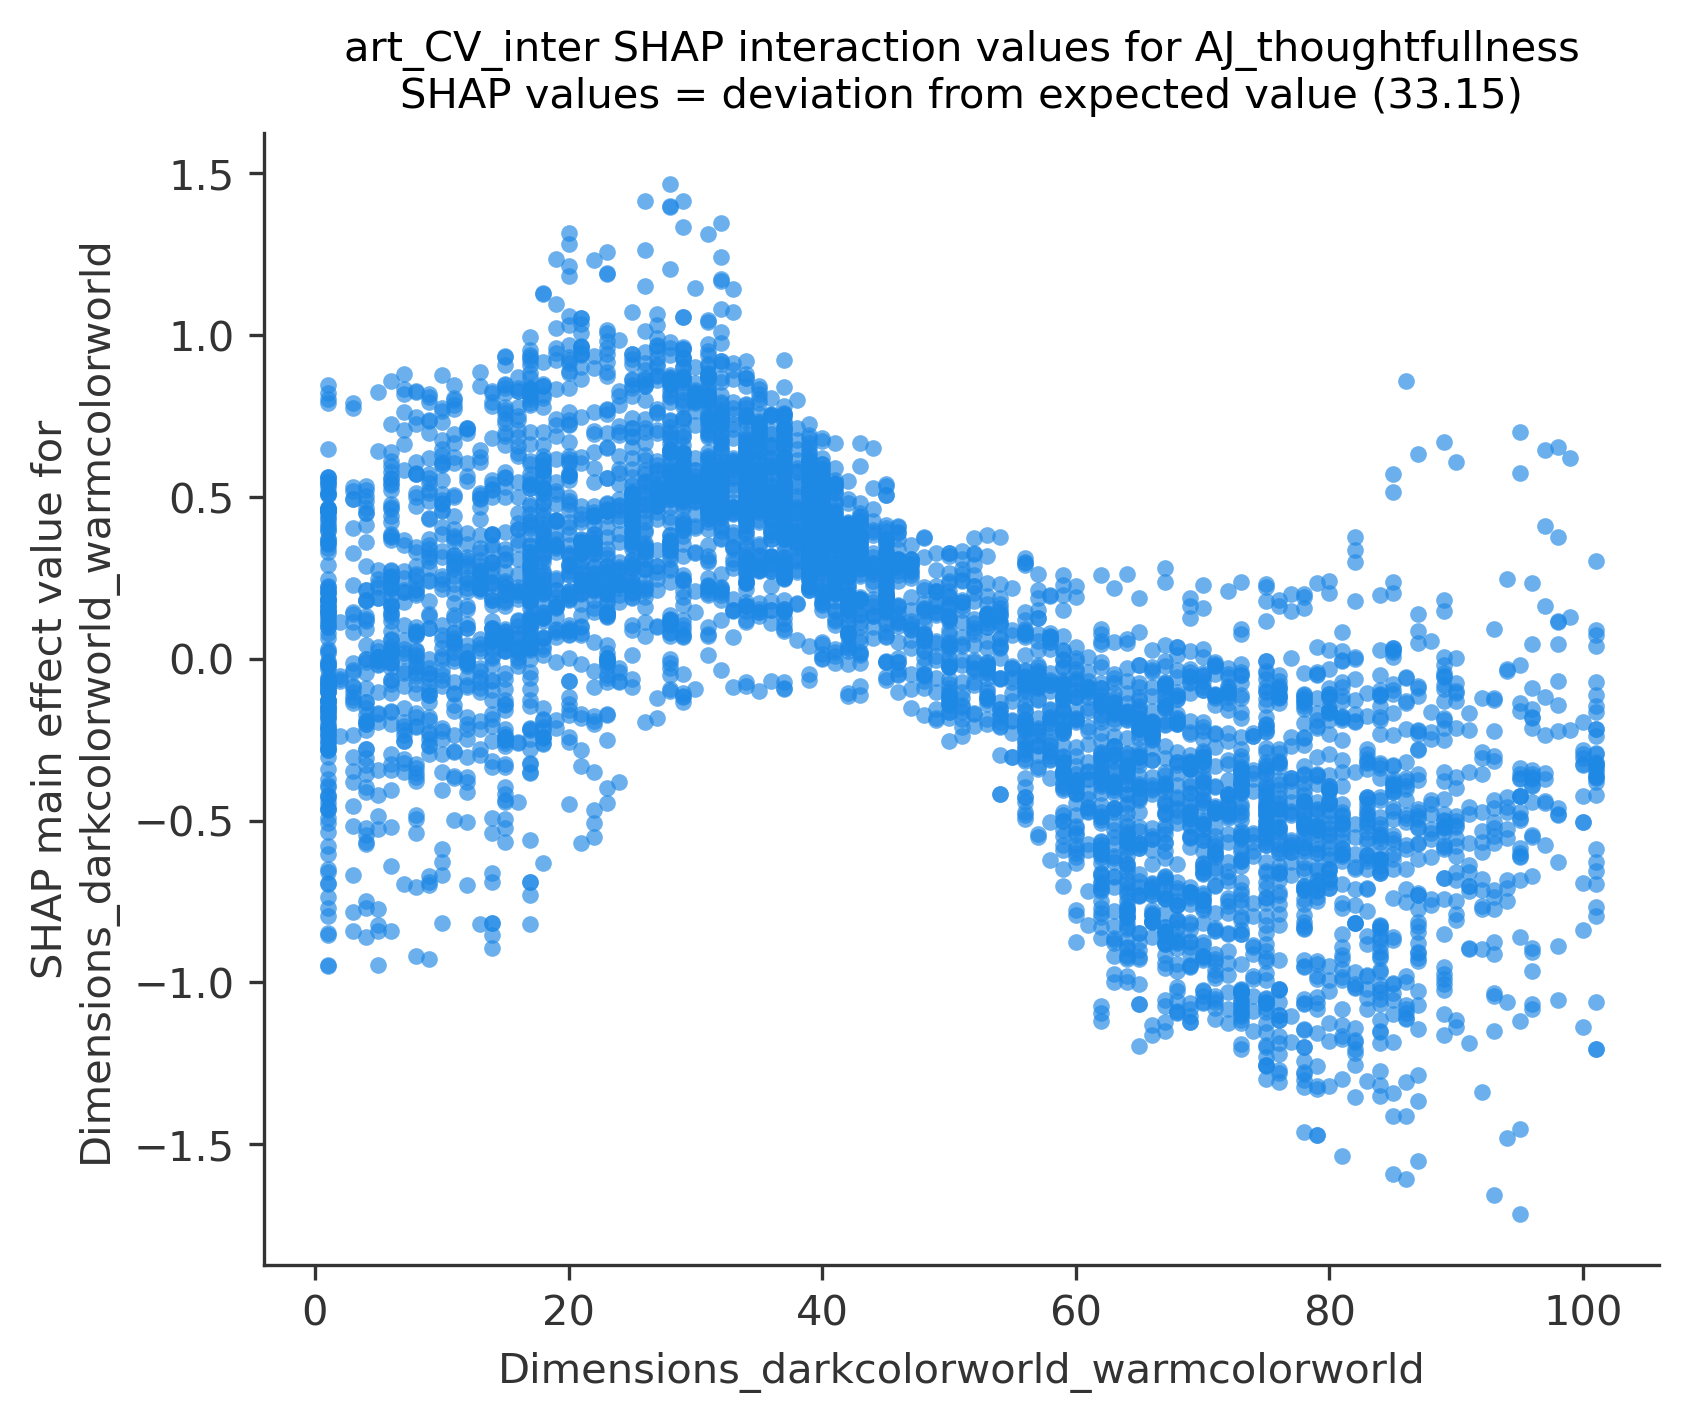 art_CV_inter SHAP interaction values for AJ_thoughtfullness
SHAP values = deviation from expected value (33.15)
SHAP main effect value for
Dimensions_darkcolorworld_warmcolorworld
1.5
1.0
0.5
0.0
−0.5
−1.0
−1.5
0
20
40
60
80
100
Dimensions_darkcolorworld_warmcolorworld